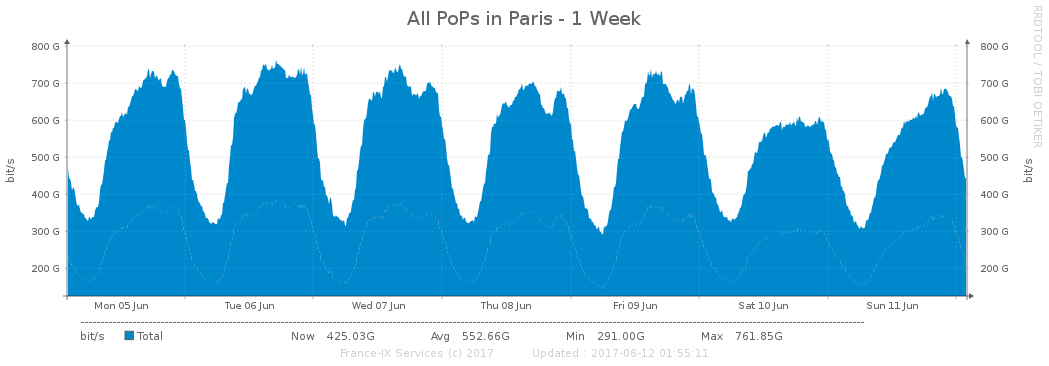 All PoPs in Paris - 1 Week
RRDTOOL / TOBI OETIKER
bit/s
bit/s
800 G 800 G
700 G 700 G
600 G 600 G
500 G 500 G
400 G 400 G
300 G 300 G
200 G 200 G
Mon 05 Jun Tue 06 Jun Wed 07 Jun Thu 08 Jun Fri 09 Jun Sat 10 Jun Sun 11 Jun
bit/s Total Now 425.03G Avg 552.66G Min 291.00G Max 761.85G
France-IX Services (c) 2017 Updated : 2017-06-12 01:55:11